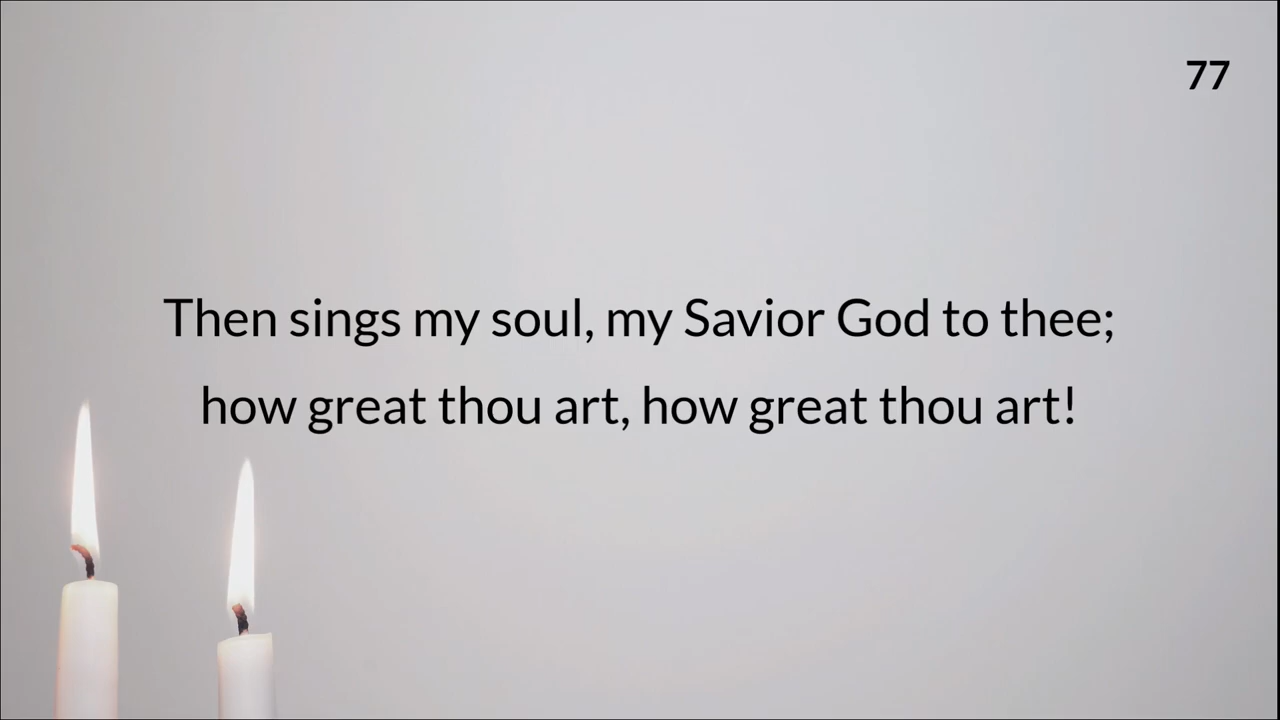 77
Then sings my soul, my Savior God to thee;
how great thou art, how great thou art!